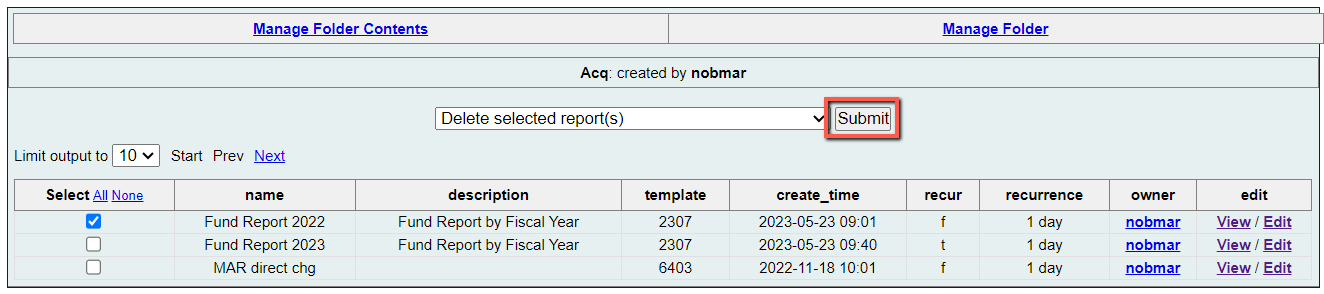 Manage Folder Contents Manage Folder
Acq: created by nobmar
Delete selected report(s) Submit
Limit output to 10 Start Prev Next
Select All None name description template create_time recur recurrence owner edit
Fund Report 2022 Fund Report by Fiscal Year 2307 2023-05-23 09:01 f 1 day nobmar View / Edit
Fund Report 2023 Fund Report by Fiscal Year 2307 2023-05-23 09:40 t 1 day nobmar View / Edit
MAR direct chg 6403 2022-11-18 10:01 f 1 day nobmar View / Edit